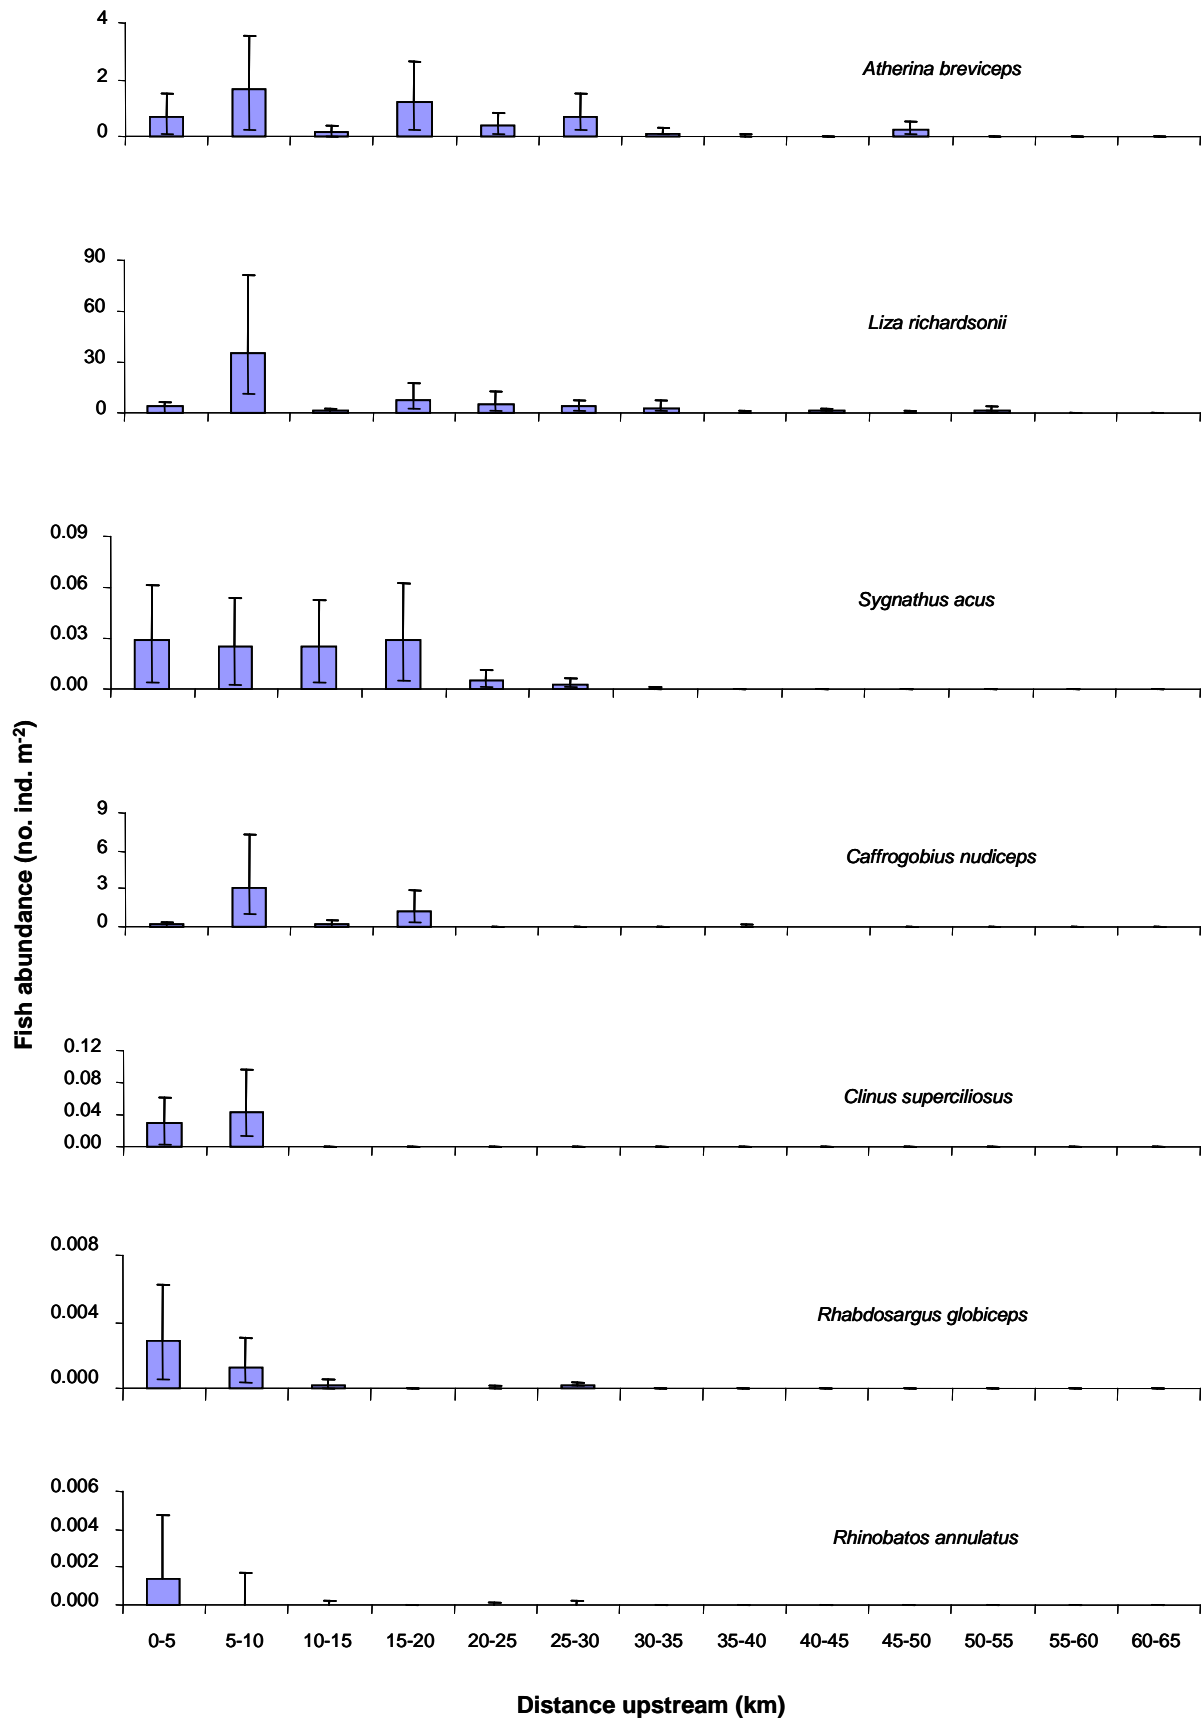 4
2
0
Atherina breviceps
90
60
30
0
Liza richardsonii
0.09
0.06
0.03
0.00
Sygnathus acus
Fish abundance (no. ind. m-2)
9
6
3
0
Caffrogobius nudiceps
0.12
0.08
0.04
0.00
Clinus superciliosus
0.008
0.004
0.000
Rhabdosargus globiceps
0.006
0.004
0.002
0.000
Rhinobatos annulatus
0-5 5-10 10-15 15-20 20-25 25-30 30-35 35-40 40-45 45-50 50-55 55-60 60-65
Distance upstream (km)